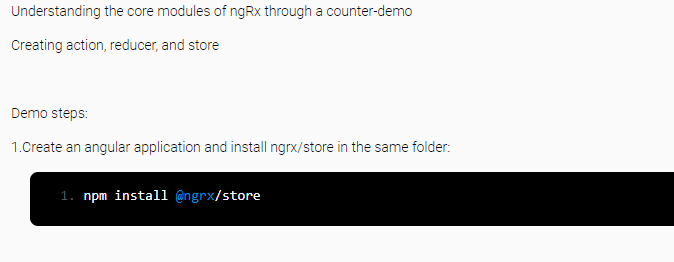 Understanding the core modules of ngRx through a counter-demo
Creating action, reducer, and store
Demo steps:
1.Create an angular application and install ngrx/store in the same folder:
1. npm install @ngrx/store